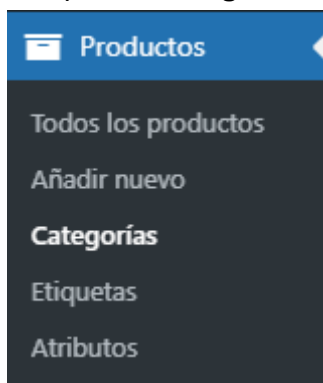 Productos
Todos los productos
Añadir nuevo
Categorías
Etiquetas
Atributos